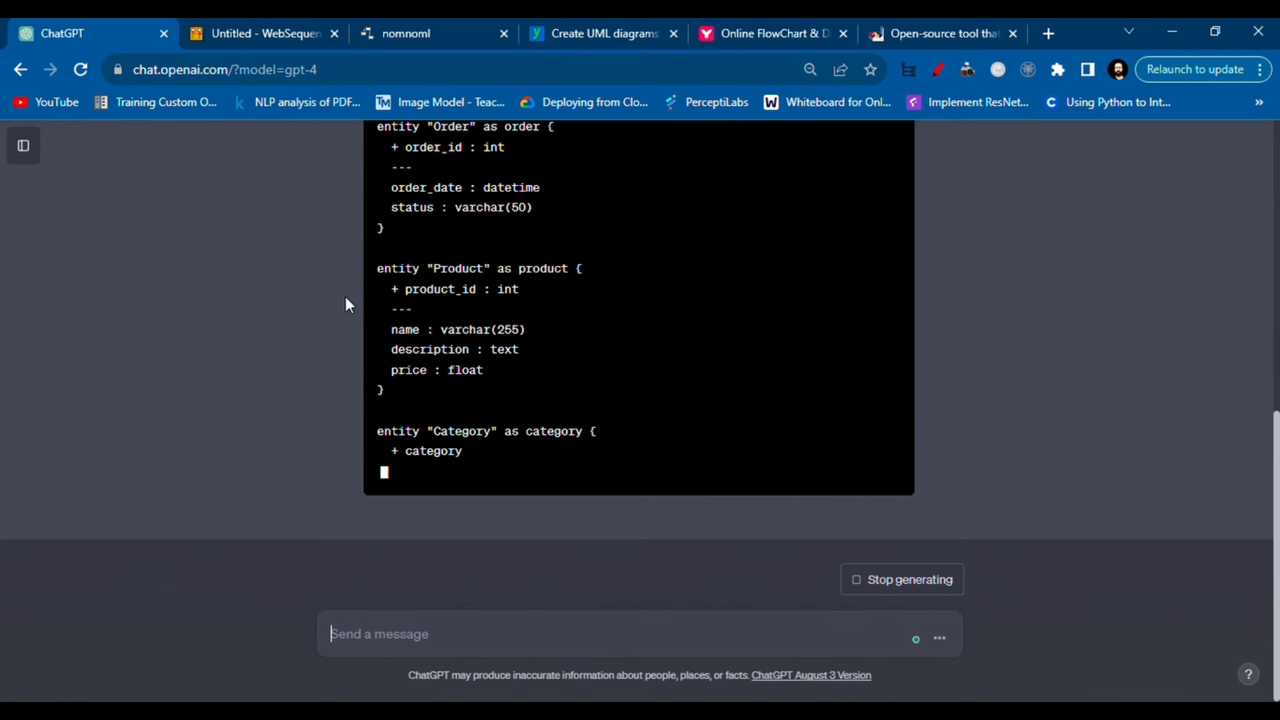 ChatGPT
Untitled - WebSequen
nomnoml
Create UML diagrams
Online FlowChart & D
Open-source tool tha
chat.openai.com/?model=gpt-4
Relaunch to update
YouTube
Training Custom O...
NLP analysis of PDF...
TM Image Model - Teac...
Deploying from Clo...
PerceptiLabs
W Whiteboard for Onl...
Implement ResNet...
C Using Python to Int...
»
entity "Order" as order {
+ order_id : int
---
order_date : datetime
status : varchar(50)
}
entity "Product" as product {
+ product_id : int
---
name : varchar(255)
description : text
price : float
}
entity "Category" as category {
+ category
Stop generating
Send a message
ChatGPT may produce inaccurate information about people, places, or facts. ChatGPT August 3 Version
?